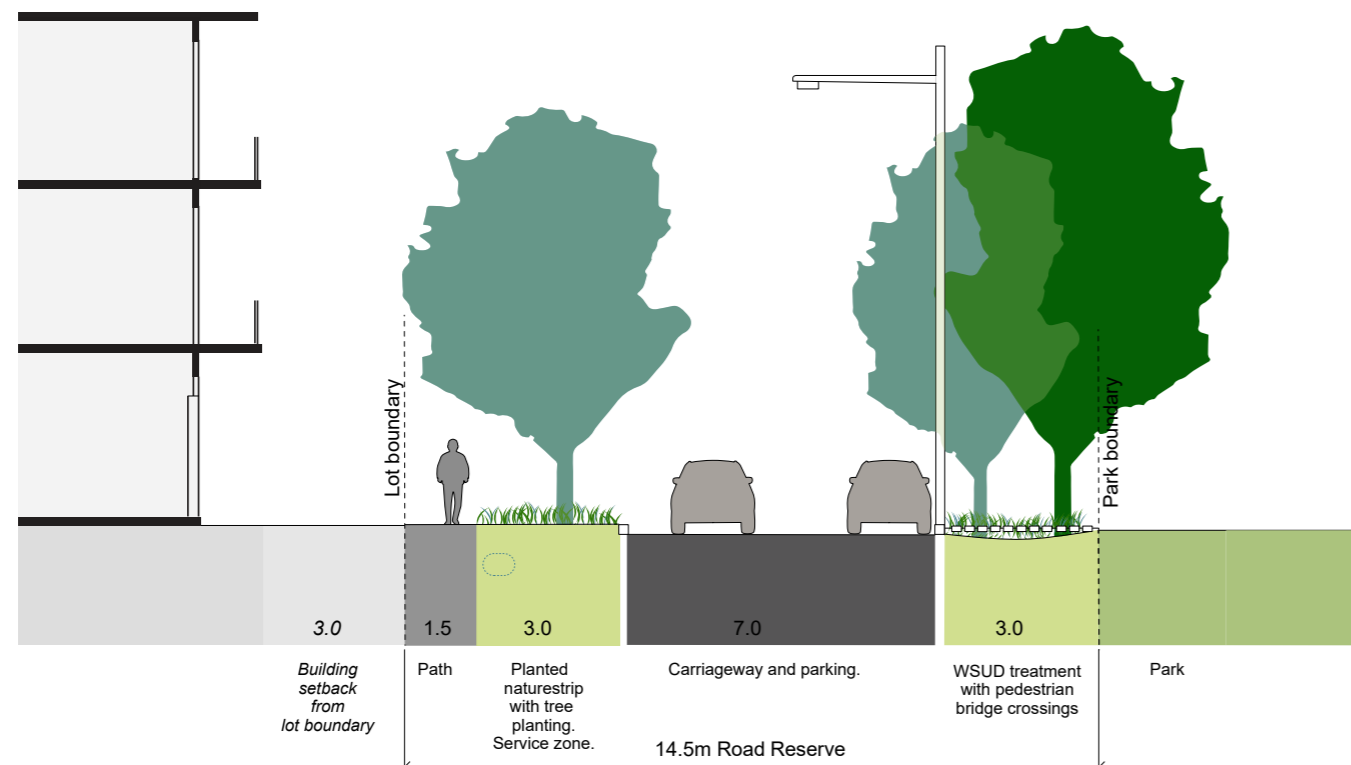 Lot boundary
Park boundary
3.0
1.5
3.0
7.0
3.0
Building
setback
from
lot boundary
Path
Planted
naturestrip
with tree
planting.
Service zone.
Carriageway and parking.
WSUD treatment
with pedestrian
bridge crossings
Park
14.5m Road Reserve